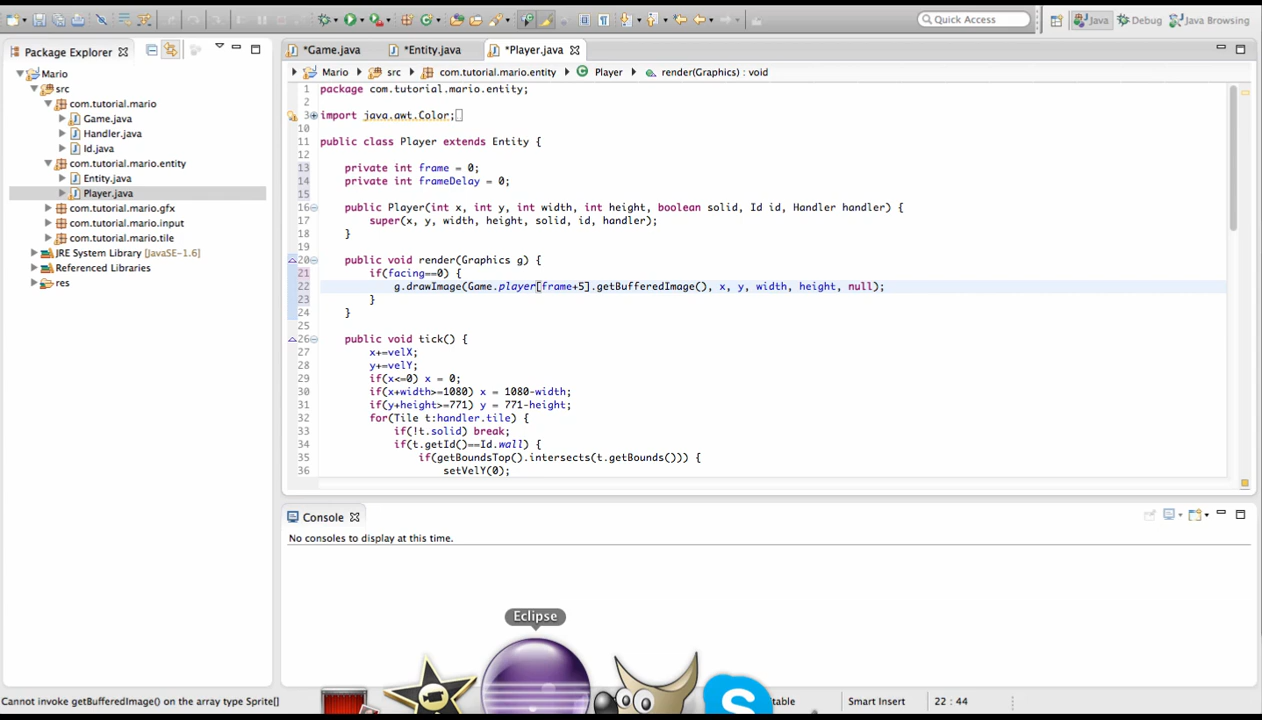 Quick Access
Java
Debug
Java Browsing
Package Explorer
*Game.java
*Entity.java
*Player.java
Mario
src
com.tutorial.mario.entity
Player
render(Graphics) : void
Mario
src
com.tutorial.mario
Game.java
Handler.java
Id.java
com.tutorial.mario.entity
Entity.java
Player.java
com.tutorial.mario.gfx
com.tutorial.mario.input
com.tutorial.mario.tile
JRE System Library [JavaSE-1.6]
Referenced Libraries
res
1 package com.tutorial.mario.entity;
2
3 import java.awt.Color;
10
11 public class Player extends Entity {
12
13 private int frame = 0;
14 private int frameDelay = 0;
15
16 public Player(int x, int y, int width, int height, boolean solid, Id id, Handler handler) {
17 super(x, y, width, height, solid, id, handler);
18 }
19
20 public void render(Graphics g) {
21 if(facing==0) {
22 g.drawImage(Game.player[frame+5].getBufferedImage(), x, y, width, height, null);
23 }
24 }
25
26 public void tick() {
27 x+=velX;
28 y+=velY;
29 if(x<=0) x = 0;
30 if(x+width>=1080) x = 1080-width;
31 if(y+height>=771) y = 771-height;
32 for(Tile t:handler.tile) {
33 if(!t.solid) break;
34 if(t.getId()==Id.wall) {
35 if(getBoundsTop().intersects(t.getBounds())) {
36 setVelY(0);
Console
No consoles to display at this time.
Eclipse
Cannot invoke getBufferedImage() on the array type Sprite[]
table
Smart Insert
22 : 44